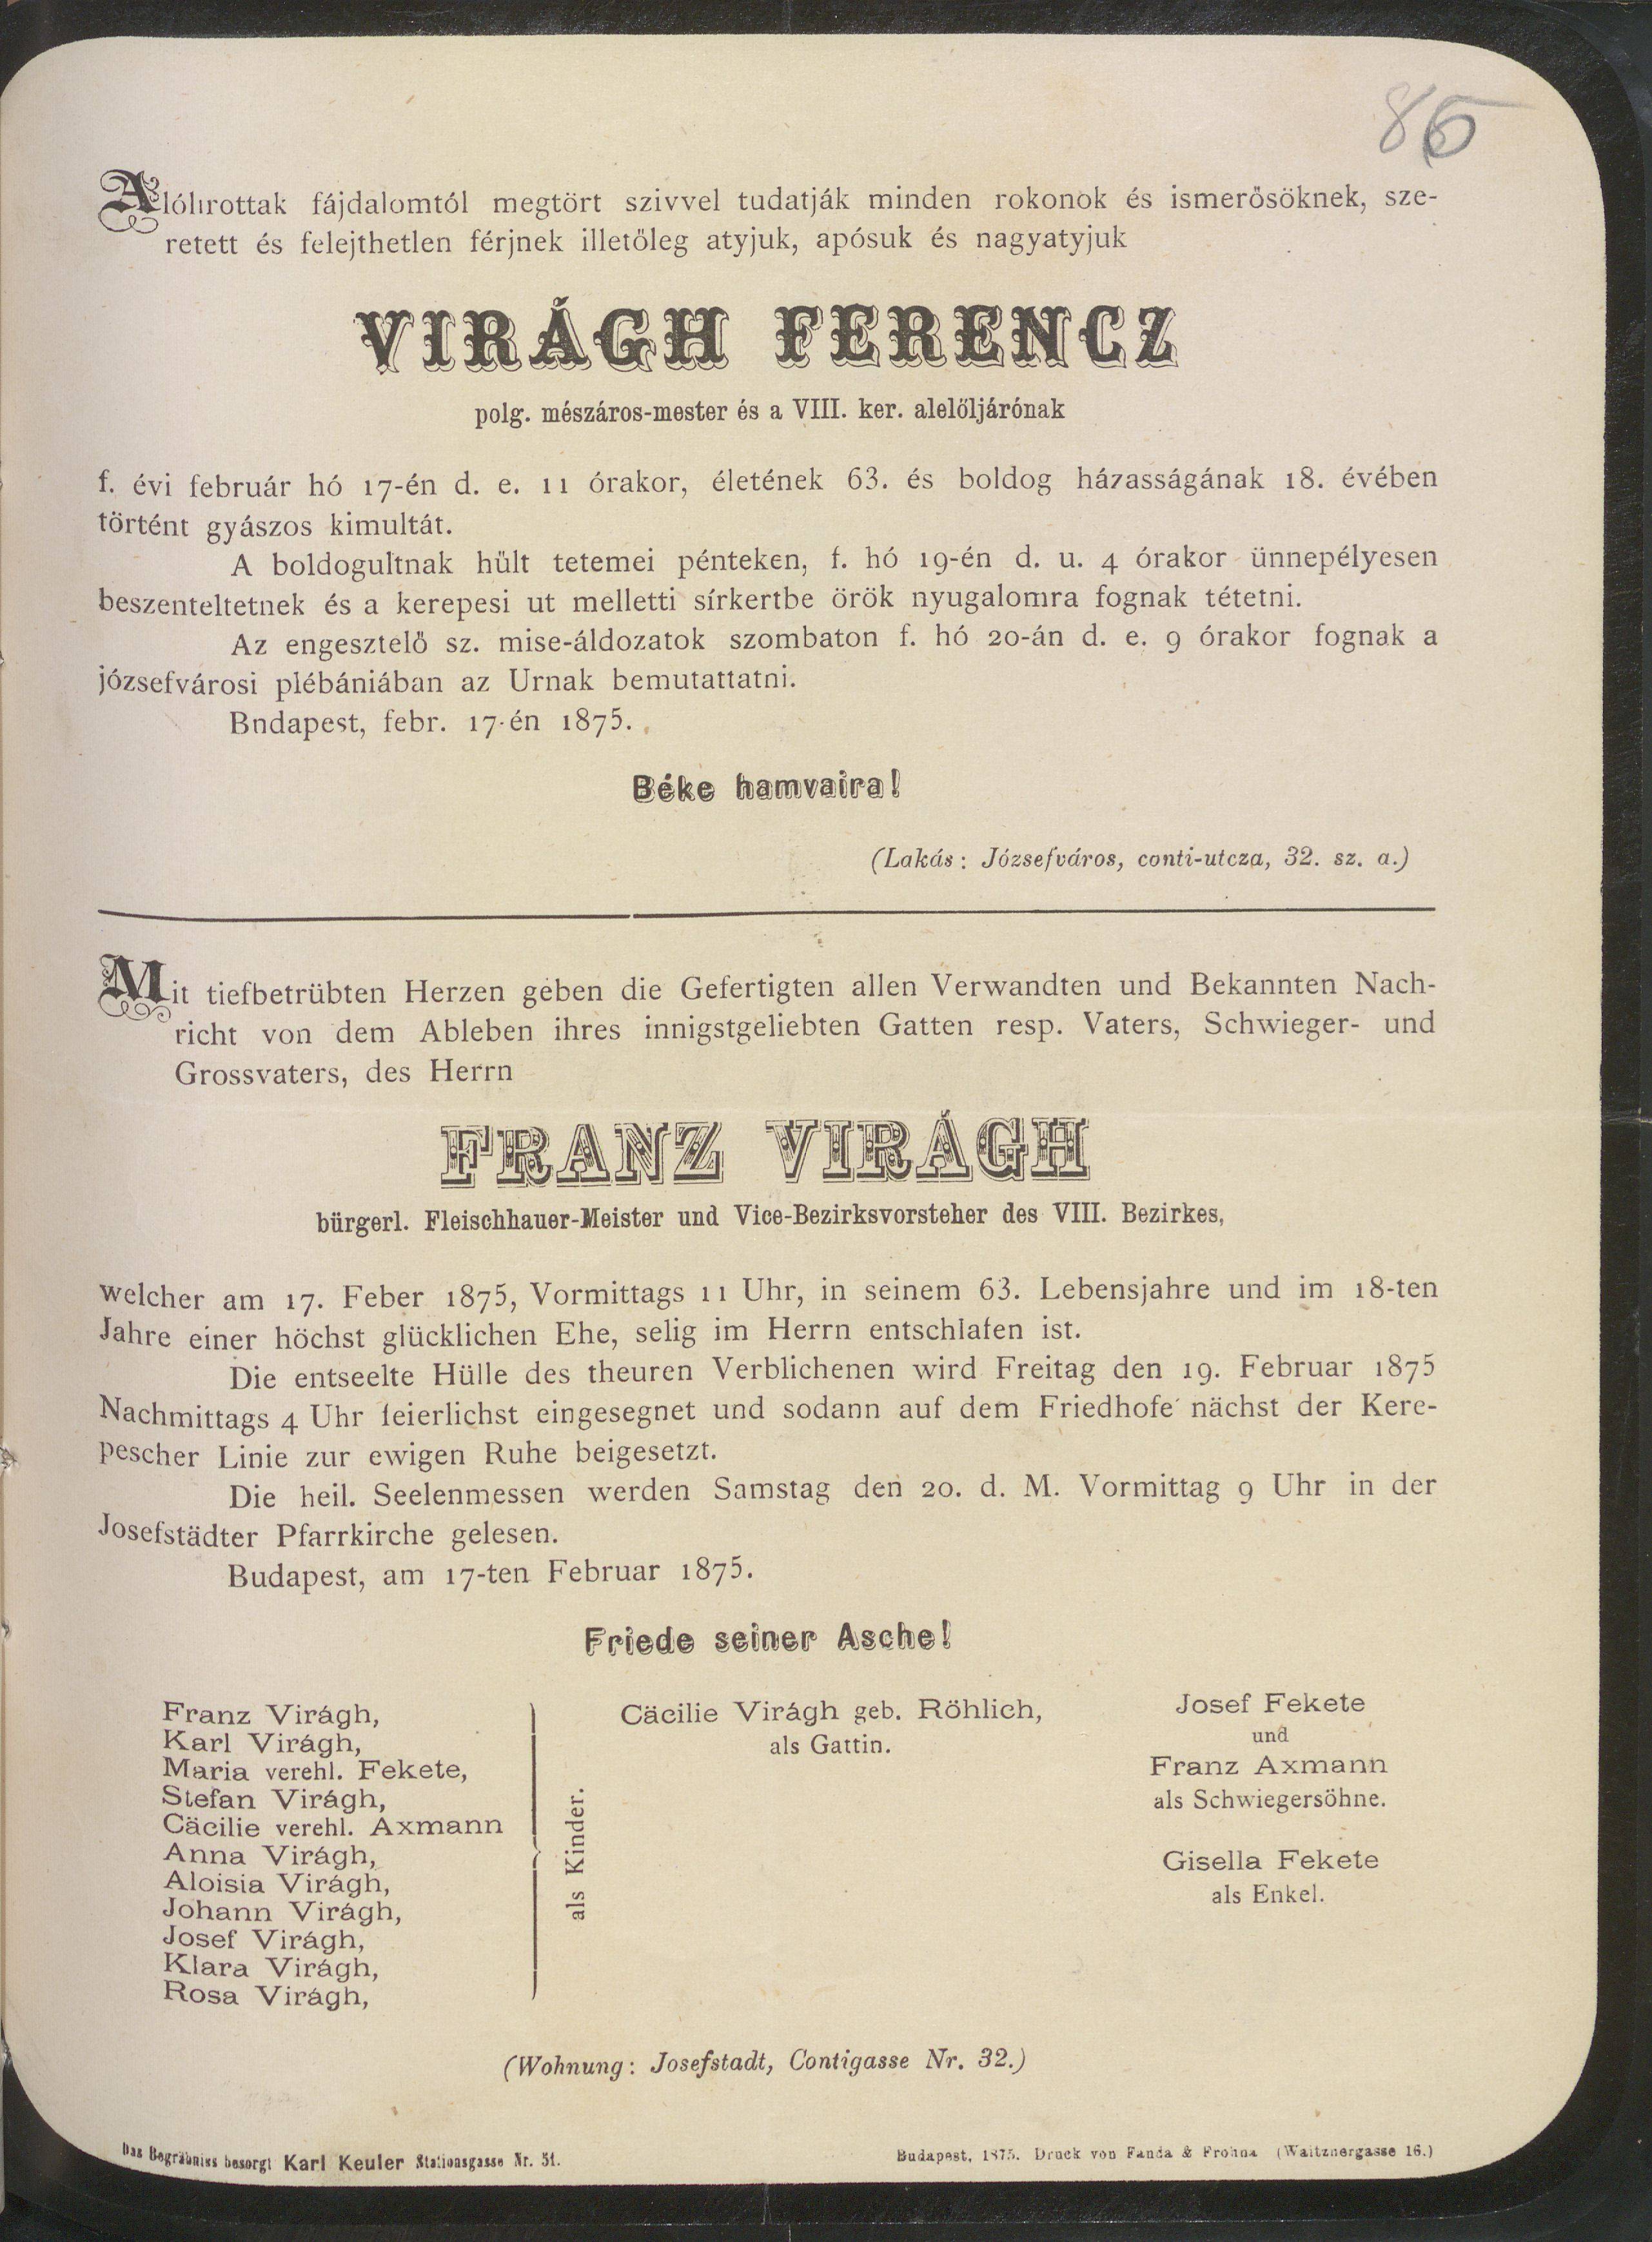 86
Alólirottak fájdalomtól megtört szivvel tudatják minden rokonok és ismerősöknek, sze-
retett és felejthetlen férjnek illetőleg atyjuk, apósuk és nagyatyjuk
VIRÁGH FERENCZ
polg. mészáros-mester és a VIII. ker. alelöljárónak
f. évi február hó 17-én d. e. 11 órakor, életének 63. és boldog házasságának 18. évében
történt gyászos kimultát.
A boldogultnak hült tetemei pénteken, f. hó 19-én d. u. 4 órakor ünnepélyesen
beszenteltetnek és a kerepesi ut melletti sírkertbe örök nyugalomra fognak tétetni.
Az engesztelő sz. mise-áldozatok szombaton f. hó 20-án d. e. 9 órakor fognak a
józsefvárosi plébániában az Urnak bemutattatni.
Bndapest, febr. 17-én 1875.
Béke hamvaira!
(Lakás: Józsefváros, conti-utcza, 32. sz. a.)
Mit tiefbetrübten Herzen geben die Gefertigten allen Verwandten und Bekannten Nach-
richt von dem Ableben ihres innigstgeliebten Gatten resp. Vaters, Schwieger- und
Grossvaters, des Herrn
FRANZ VIRÁGH
bürgerl. Fleischhauer-Meister und Vice-Bezirksvorsteher des VIII. Bezirkes,
welcher am 17. Feber 1875, Vormittags 11 Uhr, in seinem 63. Lebensjahre und im 18-ten
Jahre einer höchst glücklichen Ehe, selig im Herrn entschlafen ist.
Die entseelte Hülle des theuren Verblichenen wird Freitag den 19. Februar 1875
Nachmittags 4 Uhr feierlichst eingesegnet und sodann auf dem Friedhofe nächst der Kere-
pescher Linie zur ewigen Ruhe beigesetzt.
Die heil. Seelenmessen werden Samstag den 20. d. M. Vormittag 9 Uhr in der
Josefstädter Pfarrkirche gelesen.
Budapest, am 17-ten Februar 1875.
Friede seiner Asche!
Franz Virágh,
Karl Virágh,
Maria verehl. Fekete,
Stefan Virágh,
Cäcilie verehl. Axmann
Anna Virágh,
Aloisia Virágh,
Johann Virágh,
Josef Virágh,
Klara Virágh,
Rosa Virágh,
als Kinder.
Cäcilie Virágh geb. Röhlich,
als Gattin.
Josef Fekete
und
Franz Axmann
als Schwiegersöhne.
Gisella Fekete
als Enkel.
(Wohnung: Josefstadt, Contigasse Nr. 32.)
Das Begräbniss besorgt Karl Keuler Stationsgasse Nr. 51.
Budapest, 1875. Druck von Fanda & Frohna (Waitznergasse 16.)